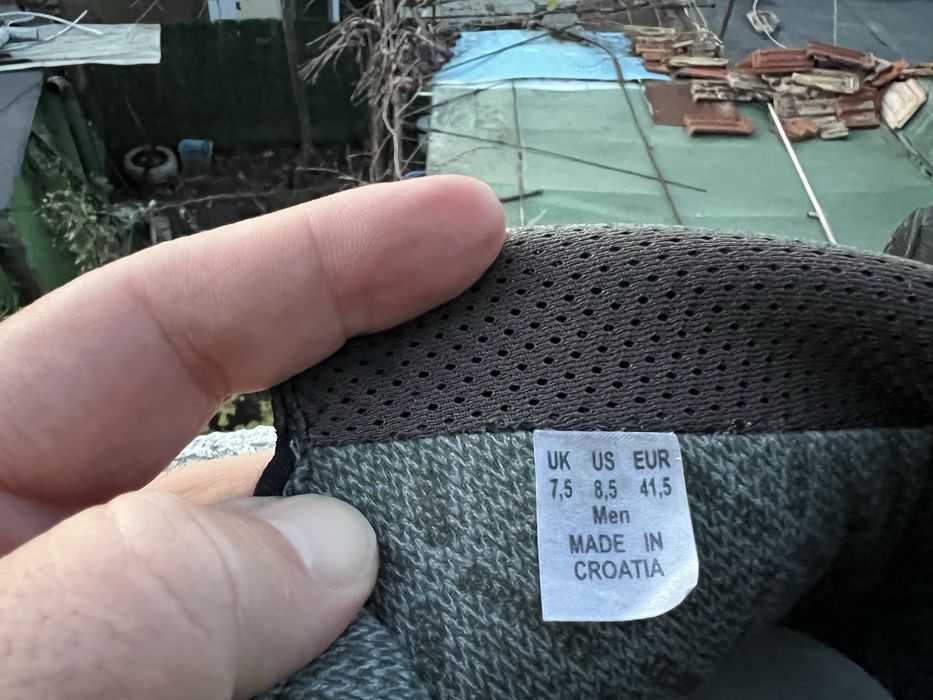 UK US EUR
7,5 8,5 41,5
Men
MADE IN
CROATIA